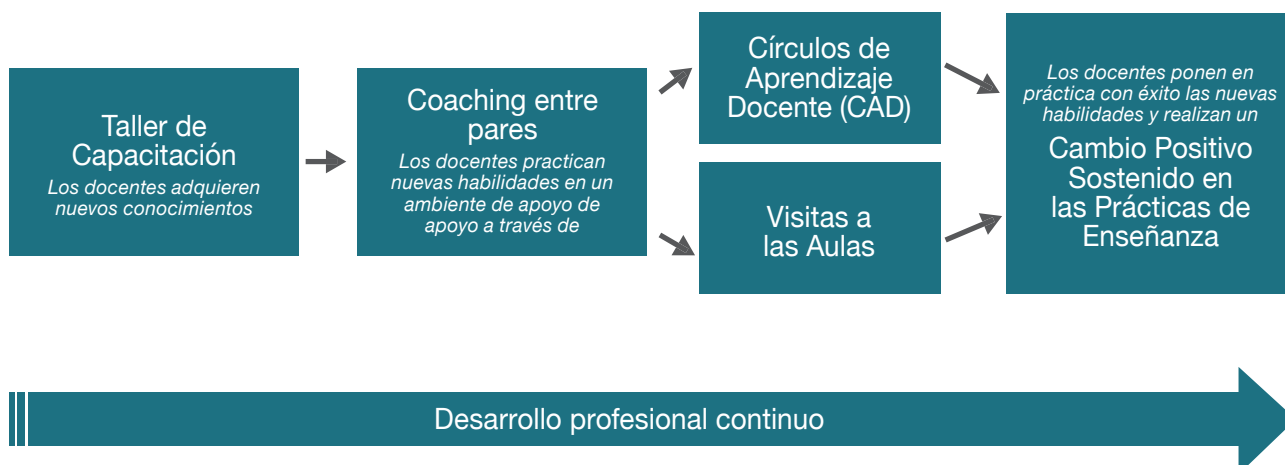 Taller de
Capacitación
Los docentes adquieren
nuevos conocimientos
Coaching entre
pares
Los docentes practican
nuevas habilidades en un
ambiente de apoyo de
apoyo a través de
Círculos de
Aprendizaje
Docente (CAD)
Visitas a
las Aulas
Los docentes ponen en
práctica con éxito las nuevas
habilidades y realizan un
Cambio Positivo
Sostenido en
las Prácticas de
Enseñanza
Desarrollo profesional continuo